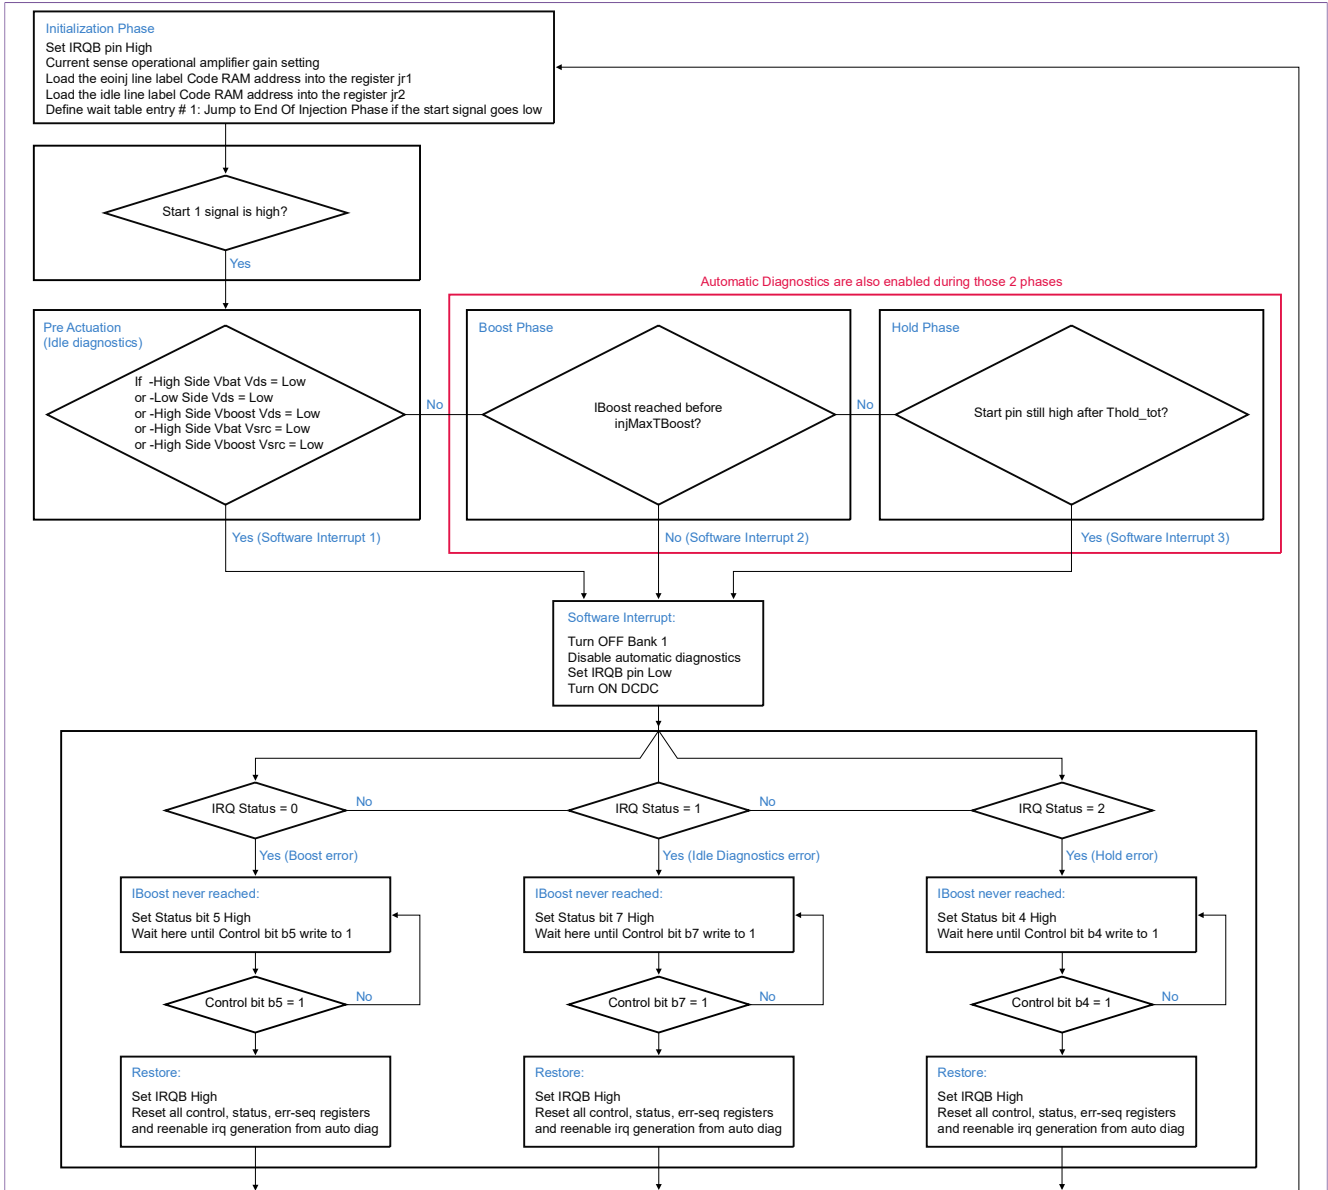 Initialization Phase
Set IRQB pin High
Current sense operational amplifier gain setting
Load the eoinj line label Code RAM address into the register jr1
Load the idle line label Code RAM address into the register jr2
Define wait table entry # 1: Jump to End Of Injection Phase if the start signal goes low
Start 1 signal is high?
Yes
Automatic Diagnostics are also enabled during those 2 phases
Pre Actuation
(Idle diagnostics)
If -High Side Vbat Vds = Low
or -Low Side Vds = Low
or -High Side Vboost Vds = Low
or -High Side Vbat Vsrc = Low
or -High Side Vboost Vsrc = Low
No
Boost Phase
IBoost reached before
injMaxTBoost?
No
Hold Phase
Start pin still high after Thold_tot?
Yes (Software Interrupt 1)
No (Software Interrupt 2)
Yes (Software Interrupt 3)
Software Interrupt:
Turn OFF Bank 1
Disable automatic diagnostics
Set IRQB pin Low
Turn ON DCDC
IRQ Status = 0
No
IRQ Status = 1
No
IRQ Status = 2
Yes (Boost error)
Yes (Idle Diagnostics error)
Yes (Hold error)
IBoost never reached:
Set Status bit 5 High
Wait here until Control bit b5 write to 1
IBoost never reached:
Set Status bit 7 High
Wait here until Control bit b7 write to 1
IBoost never reached:
Set Status bit 4 High
Wait here until Control bit b4 write to 1
Control bit b5 = 1
No
Control bit b7 = 1
No
Control bit b4 = 1
No
Restore:
Set IRQB High
Reset all control, status, err-seq registers
and reenable irq generation from auto diag
Restore:
Set IRQB High
Reset all control, status, err-seq registers
and reenable irq generation from auto diag
Restore:
Set IRQB High
Reset all control, status, err-seq registers
and reenable irq generation from auto diag